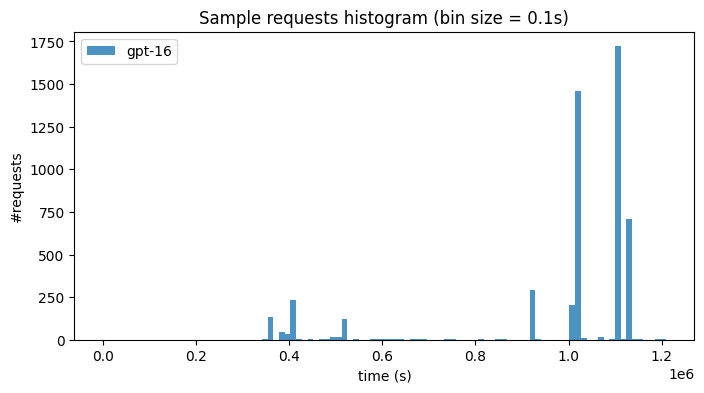 Sample requests histogram (bin size = 0.1s)
gpt-16
#requests
1750
1500
1250
1000
750
500
250
0
0.0 0.2 0.4 0.6 0.8 1.0 1.2
1e6
time (s)